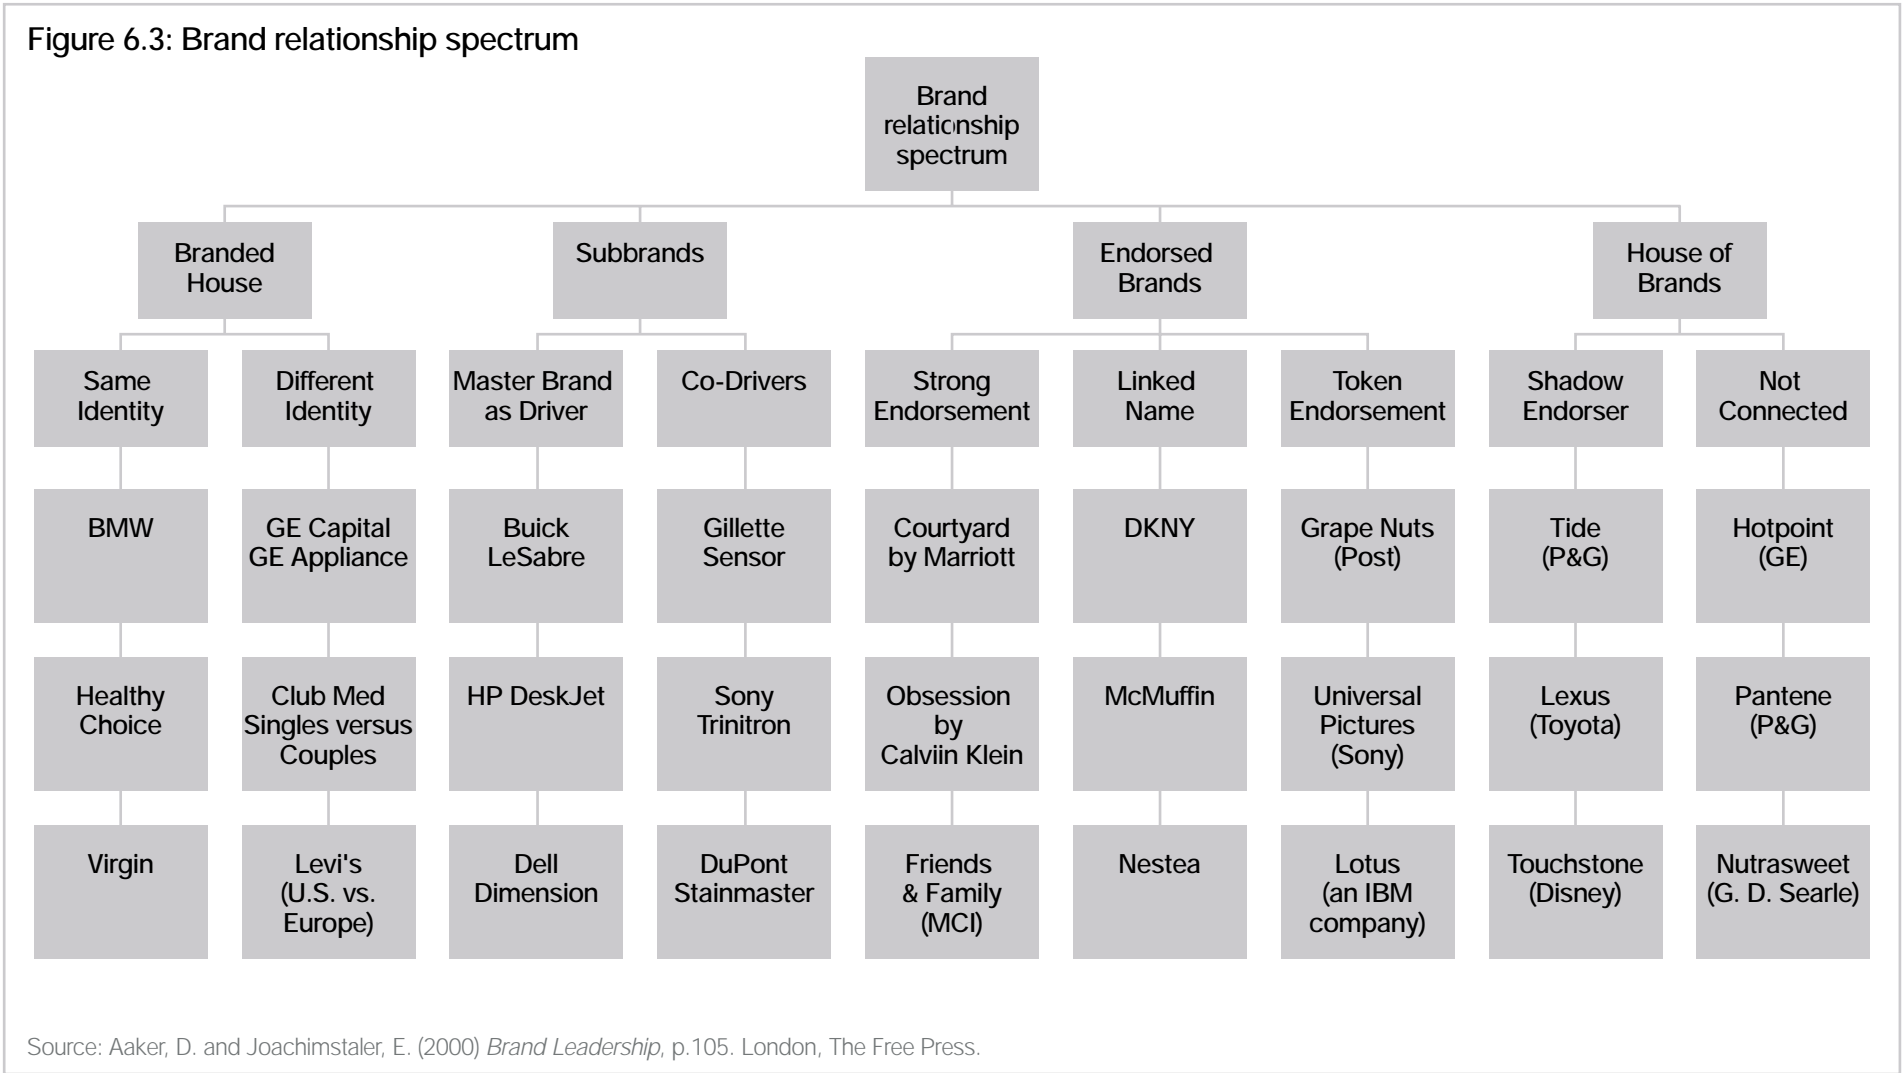 Figure 6.3: Brand relationship spectrum
Brand
relationship
spectrum
Branded
House
Subbrands
Endorsed
Brands
House of
Brands
Same
Identity
Different
Identity
Master Brand
as Driver
Co-Drivers
Strong
Endorsement
Linked
Name
Token
Endorsement
Shadow
Endorser
Not
Connected
BMW
GE Capital
GE Appliance
Buick
LeSabre
Gillette
Sensor
Courtyard
by Marriott
DKNY
Grape Nuts
(Post)
Tide
(P&G)
Hotpoint
(GE)
Healthy
Choice
Club Med
Singles versus
Couples
HP DeskJet
Sony
Trinitron
Obsession
by
Calviin Klein
McMuffin
Universal
Pictures
(Sony)
Lexus
(Toyota)
Pantene
(P&G)
Virgin
Levi's
(U.S. vs.
Europe)
Dell
Dimension
DuPont
Stainmaster
Friends
& Family
(MCI)
Nestea
Lotus
(an IBM
company)
Touchstone
(Disney)
Nutrasweet
(G. D. Searle)
Source: Aaker, D. and Joachimstaler, E. (2000) Brand Leadership, p.105. London, The Free Press.